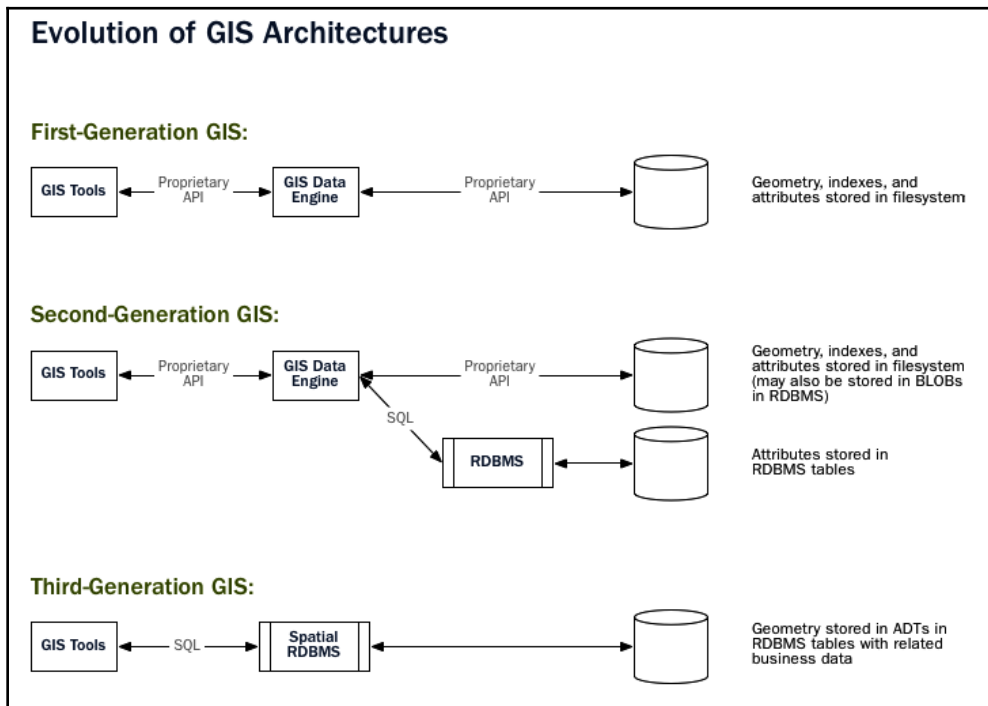 Evolution of GIS Architectures
First-Generation GIS:
GIS Tools
Proprietary
API
GIS Data
Engine
Proprietary
API
Geometry, indexes, and
attributes stored in filesystem
Second-Generation GIS:
GIS Tools
Proprietary
API
GIS Data
Engine
Proprietary
API
Geometry, indexes, and
attributes stored in filesystem
(may also be stored in BLOBs
in RDBMS)
SQL
RDBMS
Attributes stored in
RDBMS tables
Third-Generation GIS:
GIS Tools
SQL
Spatial
RDBMS
Geometry stored in ADTs in
RDBMS tables with related
business data